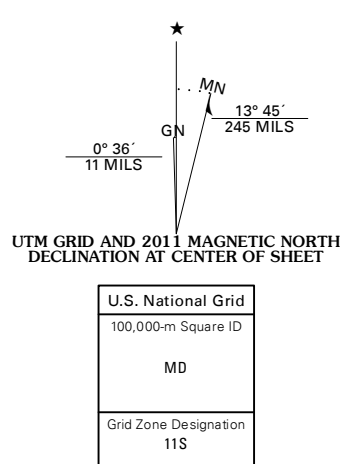 ★
MN
GN
13° 45´
245 MILS
0° 36´
11 MILS
UTM GRID AND 2011 MAGNETIC NORTH
DECLINATION AT CENTER OF SHEET
U.S. National Grid
100,000-m Square ID
MD
Grid Zone Designation
11S